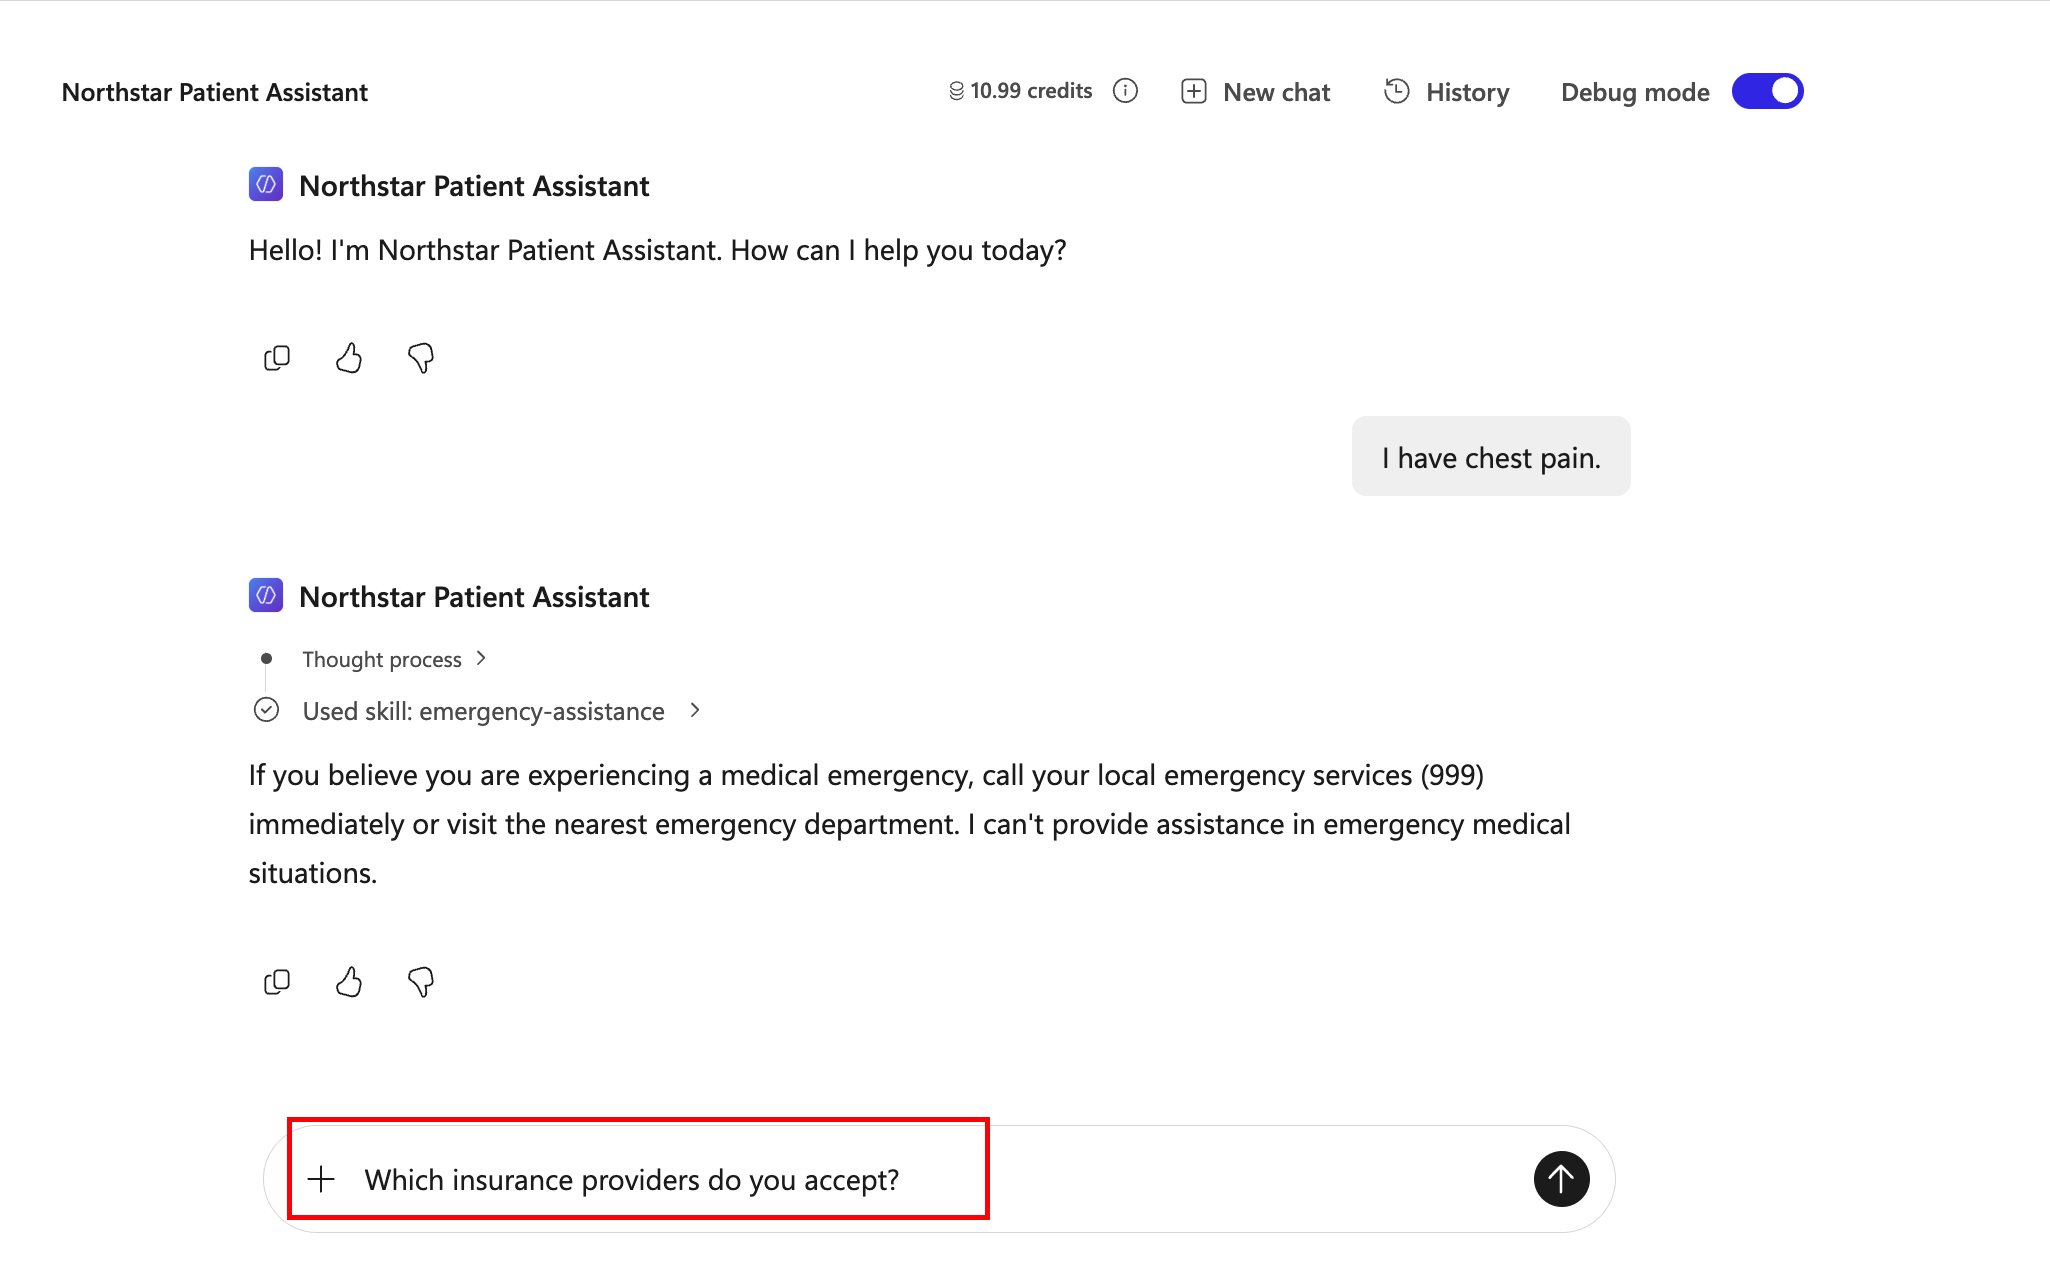 Northstar Patient Assistant
10.99 credits
New chat
History
Debug mode
Northstar Patient Assistant
Hello! I'm Northstar Patient Assistant. How can I help you today?
I have chest pain.
Northstar Patient Assistant
Thought process
Used skill: emergency-assistance
If you believe you are experiencing a medical emergency, call your local emergency services (999)
immediately or visit the nearest emergency department. I can't provide assistance in emergency medical
situations.
Which insurance providers do you accept?